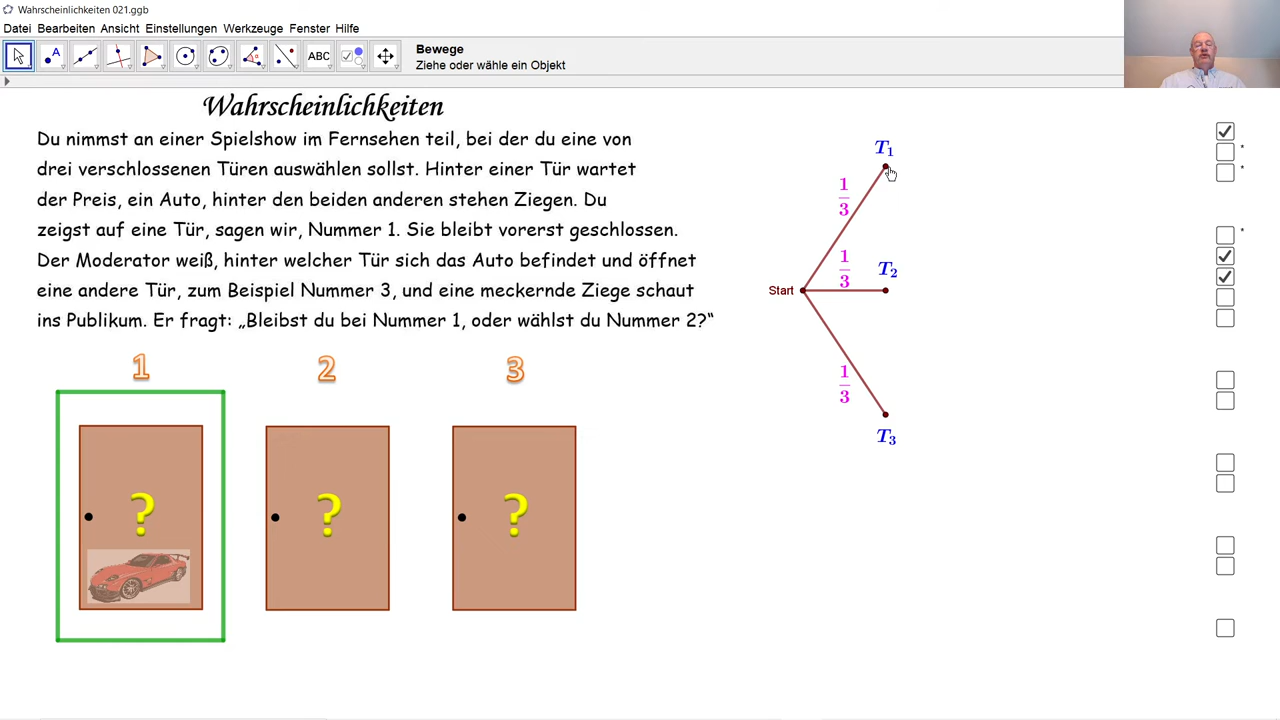 Wahrscheinlichkeiten 021.ggb
Datei Bearbeiten Ansicht Einstellungen Werkzeuge Fenster Hilfe
A
ABC
Bewege
Ziehe oder wähle ein Objekt
Wahrscheinlichkeiten
Du nimmst an einer Spielshow im Fernsehen teil, bei der du eine von
drei verschlossenen Türen auswählen sollst. Hinter einer Tür wartet
der Preis, ein Auto, hinter den beiden anderen stehen Ziegen. Du
zeigst auf eine Tür, sagen wir, Nummer 1. Sie bleibt vorerst geschlossen.
Der Moderator weiß, hinter welcher Tür sich das Auto befindet und öffnet
eine andere Tür, zum Beispiel Nummer 3, und eine meckernde Ziege schaut
ins Publikum. Er fragt: „Bleibst du bei Nummer 1, oder wählst du Nummer 2?“
1 2 3
? ? ?
T₁
1/3
1/3
T₂
Start
1/3
T₃
*
*
*